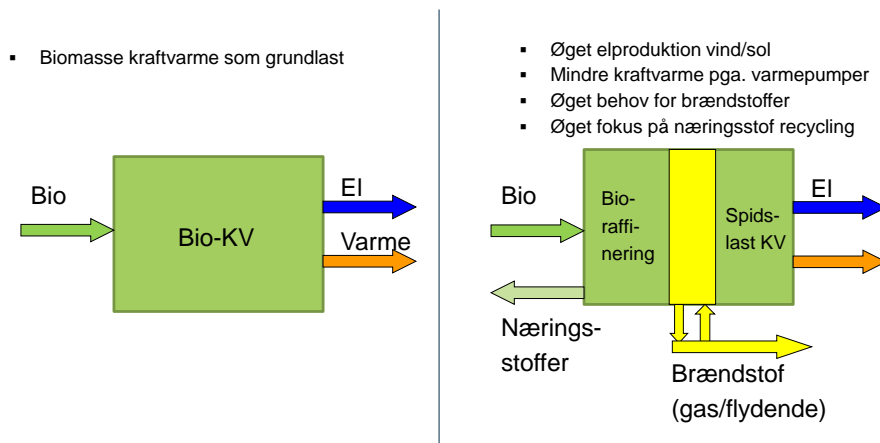 ▪ Biomasse kraftvarme som grundlast
Bio
Bio-KV
El
Varme
▪ Øget elproduktion vind/sol
▪ Mindre kraftvarme pga. varmepumper
▪ Øget behov for brændstoffer
▪ Øget fokus på næringsstof recycling
Bio
Bio-
raffi-
nering
Spids-
last KV
El
Nærings-
stoffer
Brændstof
(gas/flydende)